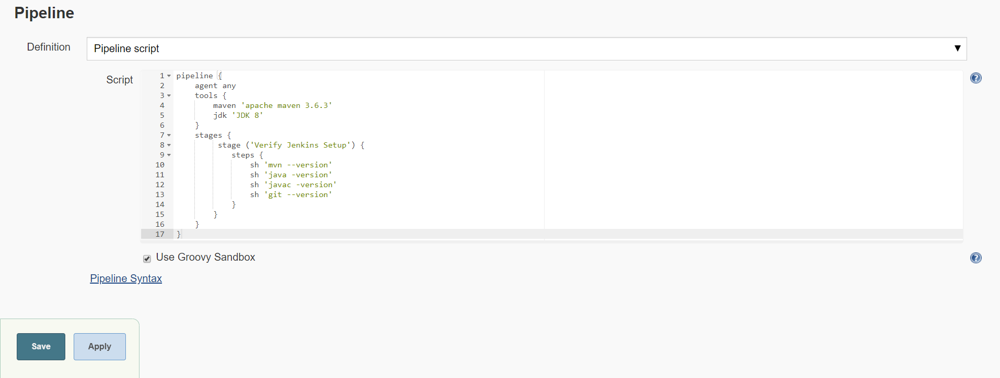 Pipeline
Definition
Pipeline script
Script
1 pipeline {
2     agent any
3     tools {
4         maven 'apache maven 3.6.3'
5         jdk 'JDK 8'
6     }
7     stages {
8          stage ('Verify Jenkins Setup') {
9             steps {
10                 sh 'mvn --version'
11                 sh 'java -version'
12                 sh 'javac -version'
13                 sh 'git --version'
14             }
15         }
16     }
17 }
Use Groovy Sandbox
Pipeline Syntax
Save Apply